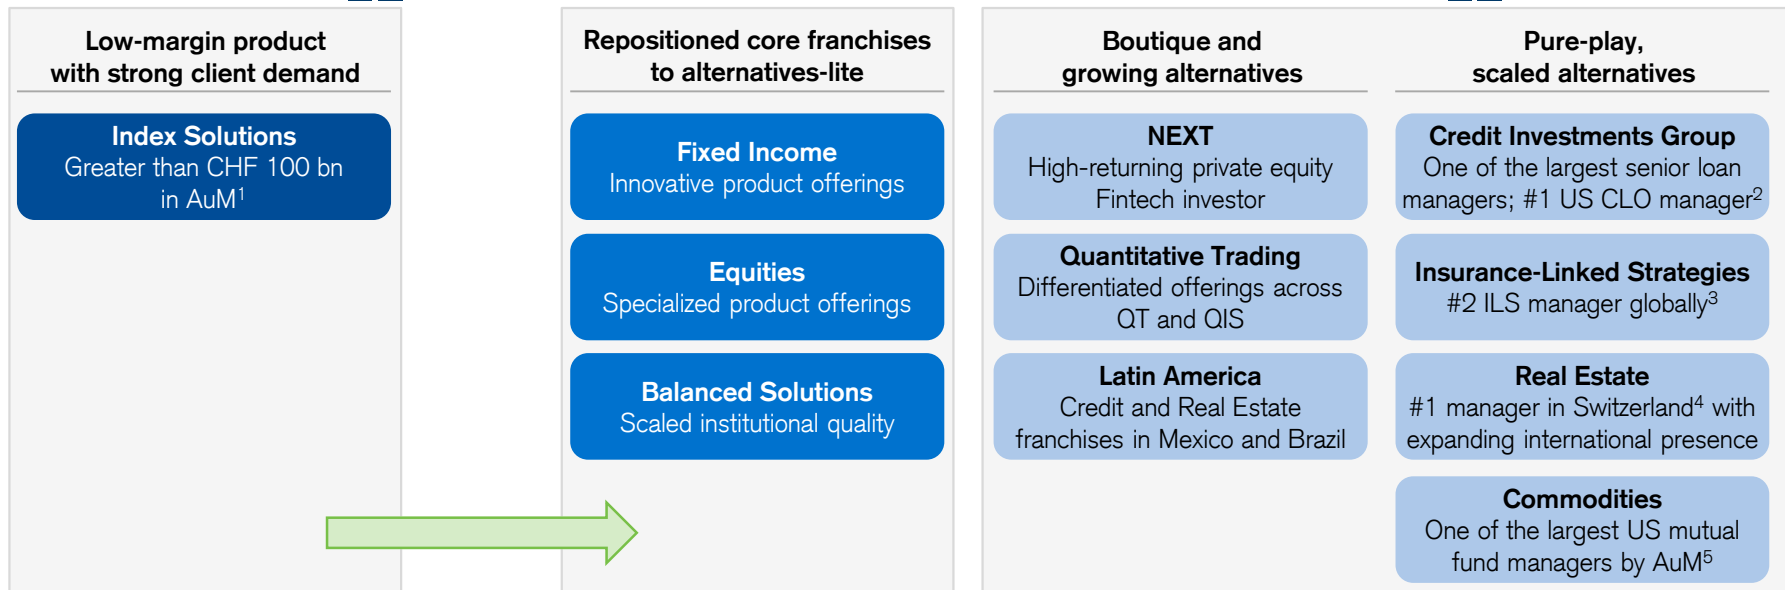 Low-margin product
with strong client demand
Index Solutions
Greater than CHF 100 bn
in AuM1
Repositioned core franchises
to alternatives-lite
Fixed Income
Innovative product offerings
Equities
Specialized product offerings
Balanced Solutions
Scaled institutional quality
Boutique and
growing alternatives
NEXT
High-returning private equity
Fintech investor
Quantitative Trading
Differentiated offerings across
QT and QIS
Latin America
Credit and Real Estate
franchises in Mexico and Brazil
Pure-play,
scaled alternatives
Credit Investments Group
One of the largest senior loan
managers; #1 US CLO manager2
Insurance-Linked Strategies
#2 ILS manager globally3
Real Estate
#1 manager in Switzerland4 with
expanding international presence
Commodities
One of the largest US mutual
fund managers by AuM5